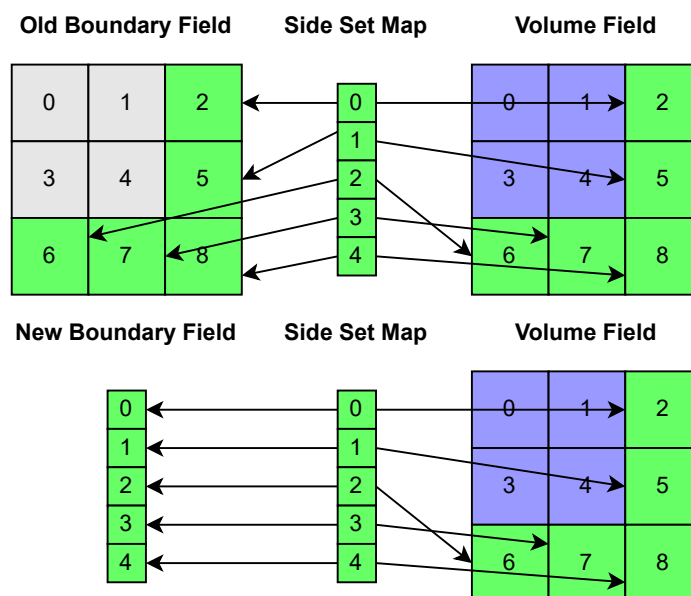 Old Boundary Field Side Set Map Volume Field
0 1 2 0 0 1 2
1
3 4 5 2 3 4 5
3
6 7 8 4 6 7 8
New Boundary Field Side Set Map Volume Field
0 0 0 1 2
1 1
2 2 3 4 5
3 3
4 4 6 7 8